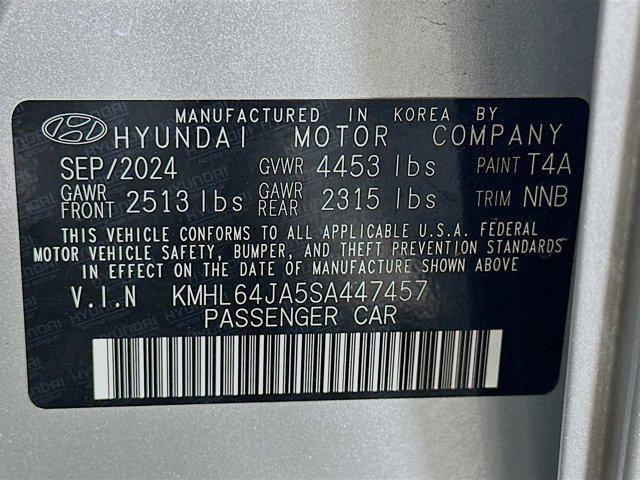 MANUFACTURED IN KOREA BY
HYUNDAI MOTOR COMPANY
SEP/2024 GVWR 4453 lbs PAINT T4A
GAWR FRONT 2513 lbs GAWR REAR 2315 lbs TRIM NNB
THIS VEHICLE CONFORMS TO ALL APPLICABLE U.S.A. FEDERAL
MOTOR VEHICLE SAFETY, BUMPER, AND THEFT PREVENTION STANDARDS
IN EFFECT ON THE DATE OF MANUFACTURE SHOWN ABOVE
V.I.N KMHL64JA5SA447457
PASSENGER CAR